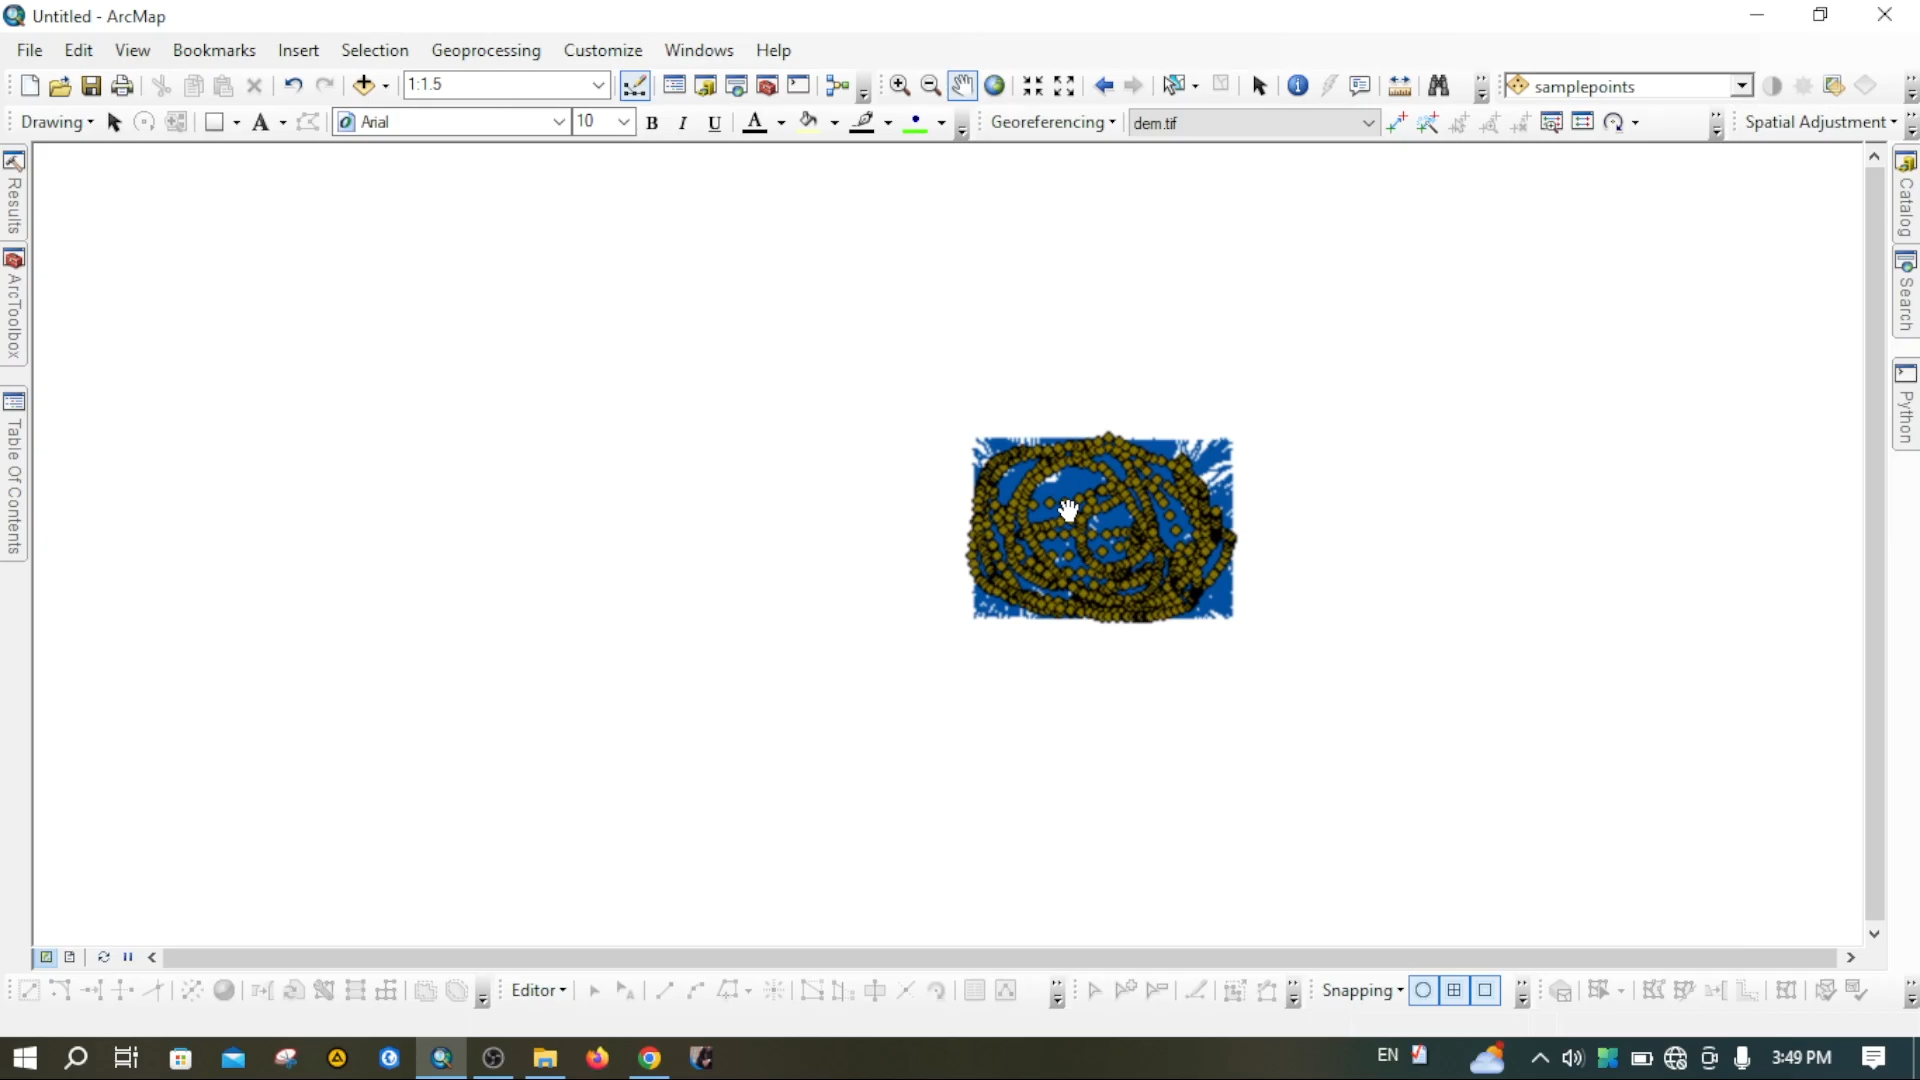 Untitled - ArcMap
File Edit View Bookmarks Insert Selection Geoprocessing Customize Windows Help
1:1.5 samplepoints
Drawing Arial 10 B I U A Georeferencing dem.tif Spatial Adjustment
Results
ArcToolbox
Table Of Contents
Catalog
Search
Python
Editor Snapping
EN 3:49 PM